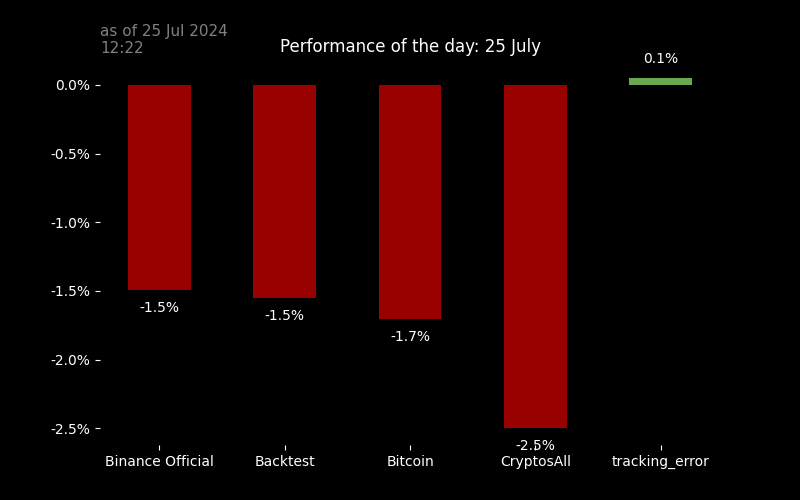 as of 25 Jul 2024
12:22
Performance of the day: 25 July
0.1%
0.0%
-0.5%
-1.0%
-1.5%
-2.0%
-2.5%
-1.5%
-1.5%
-1.7%
-2.5%
Binance Official
Backtest
Bitcoin
CryptosAll
tracking_error